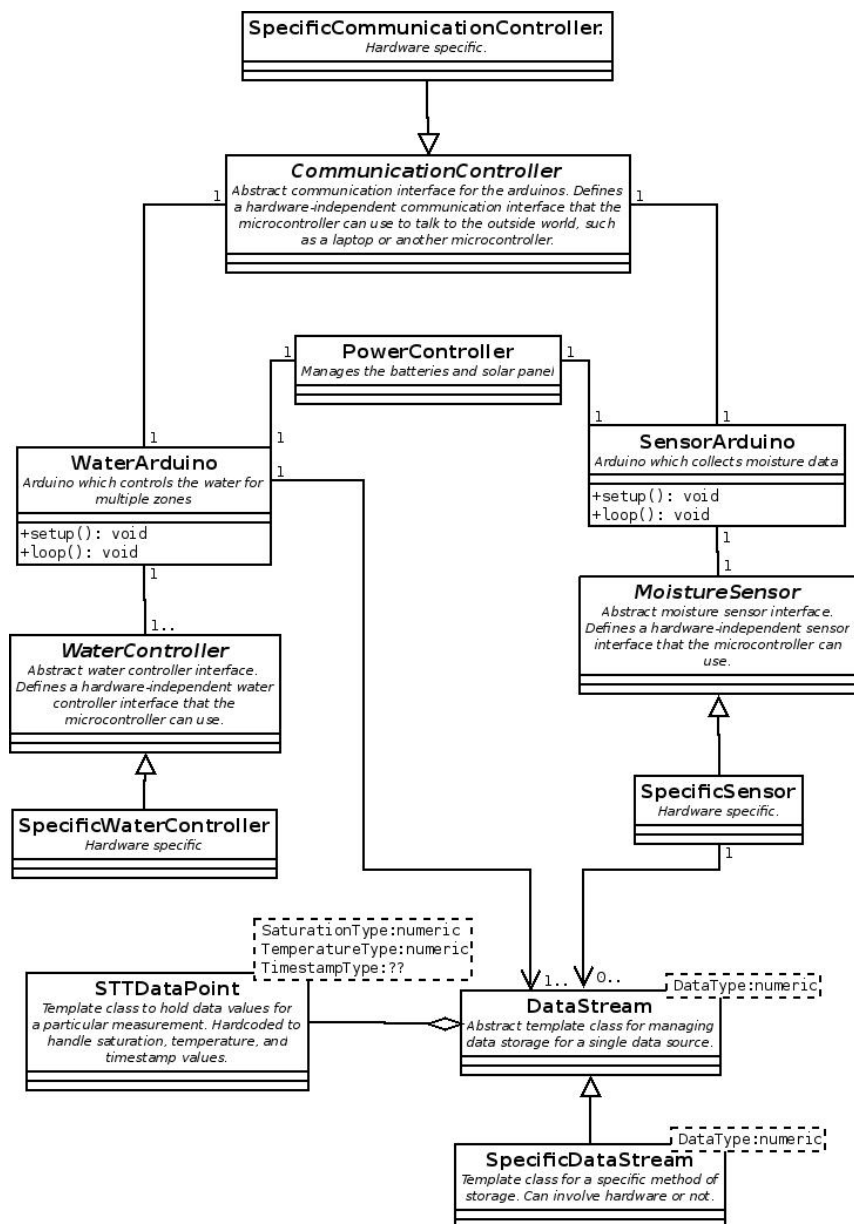 SpecificCommunicationController.
Hardware specific.
CommunicationController
Abstract communication interface for the arduinos. Defines
a hardware-independent communication interface that the
microcontroller can use to talk to the outside world, such
as a laptop or another microcontroller.
1
1
PowerController
Manages the batteries and solar panel
1
1
1
1
1
1
WaterArduino
Arduino which controls the water for
multiple zones
+setup(): void
+loop(): void
1
SensorArduino
Arduino which collects moisture data
+setup(): void
+loop(): void
1
1
1..
1
WaterController
Abstract water controller interface.
Defines a hardware-independent water
controller interface that the
microcontroller can use.
MoistureSensor
Abstract moisture sensor interface.
Defines a hardware-independent sensor
interface that the microcontroller can
use.
SpecificWaterController
Hardware specific
SpecificSensor
Hardware specific.
1
SaturationType:numeric
TemperatureType:numeric
TimestampType:??
1..
0..
STTDataPoint
Template class to hold data values for
a particular measurement. Hardcoded to
handle saturation, temperature, and
timestamp values.
DataType:numeric
DataStream
Abstract template class for managing
data storage for a single data source.
DataType:numeric
SpecificDataStream
Template class for a specific method of
storage. Can involve hardware or not.